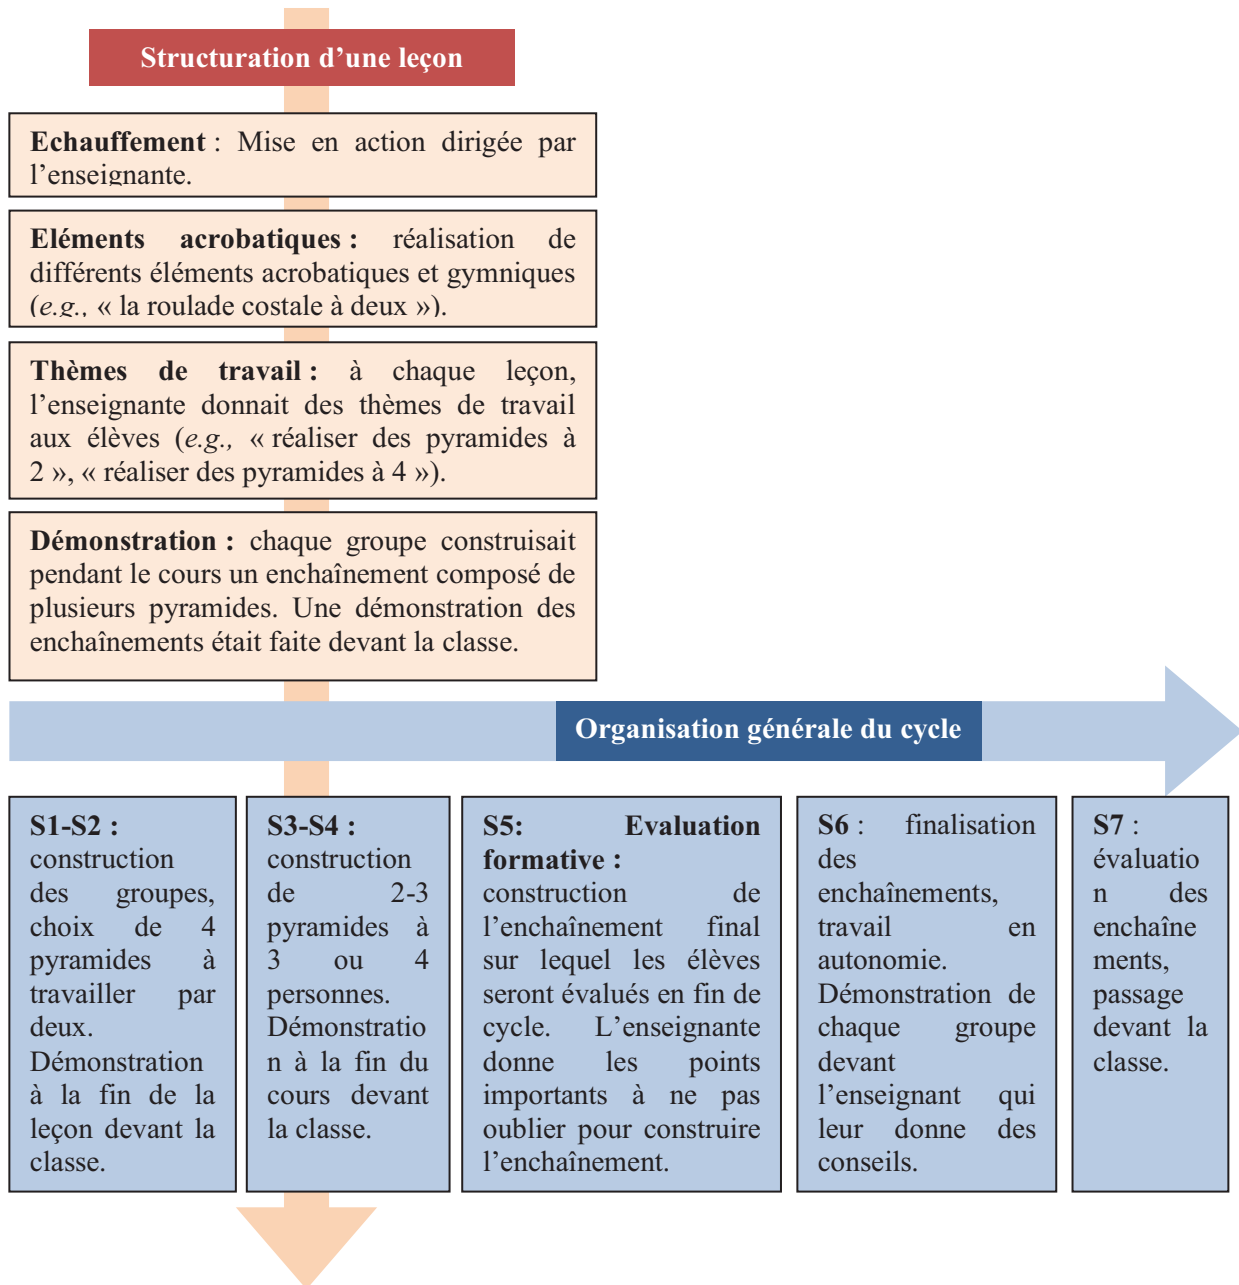 Structuration d’une leçon
Echauffement : Mise en action dirigée par
l’enseignante.
Eléments acrobatiques : réalisation de
différents éléments acrobatiques et gymniques
(e.g., « la roulade costale à deux »).
Thèmes de travail : à chaque leçon,
l’enseignante donnait des thèmes de travail
aux élèves (e.g., « réaliser des pyramides à
2 », « réaliser des pyramides à 4 »).
Démonstration : chaque groupe construisait
pendant le cours un enchaînement composé de
plusieurs pyramides. Une démonstration des
enchaînements était faite devant la classe.
Organisation générale du cycle
S1-S2 :
construction
des groupes,
choix de 4
pyramides à
travailler par
deux.
Démonstration
à la fin de la
leçon devant la
classe.
S3-S4 :
construction
de 2-3
pyramides à
3 ou 4
personnes.
Démonstratio
n à la fin du
cours devant
la classe.
S5: Evaluation
formative :
construction de
l’enchaînement final
sur lequel les élèves
seront évalués en fin de
cycle. L’enseignante
donne les points
importants à ne pas
oublier pour construire
l’enchaînement.
S6 : finalisation
des
enchaînements,
travail en
autonomie.
Démonstration de
chaque groupe
devant
l’enseignant qui
leur donne des
conseils.
S7 :
évaluatio
n des
enchaîne
ments,
passage
devant la
classe.